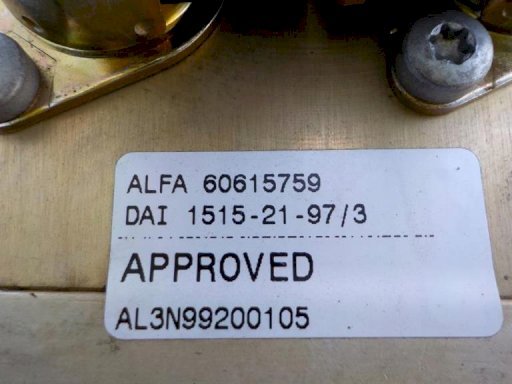 ALFA 60615759
DAI 1515-21-97/3
APPROVED
AL3N99200105